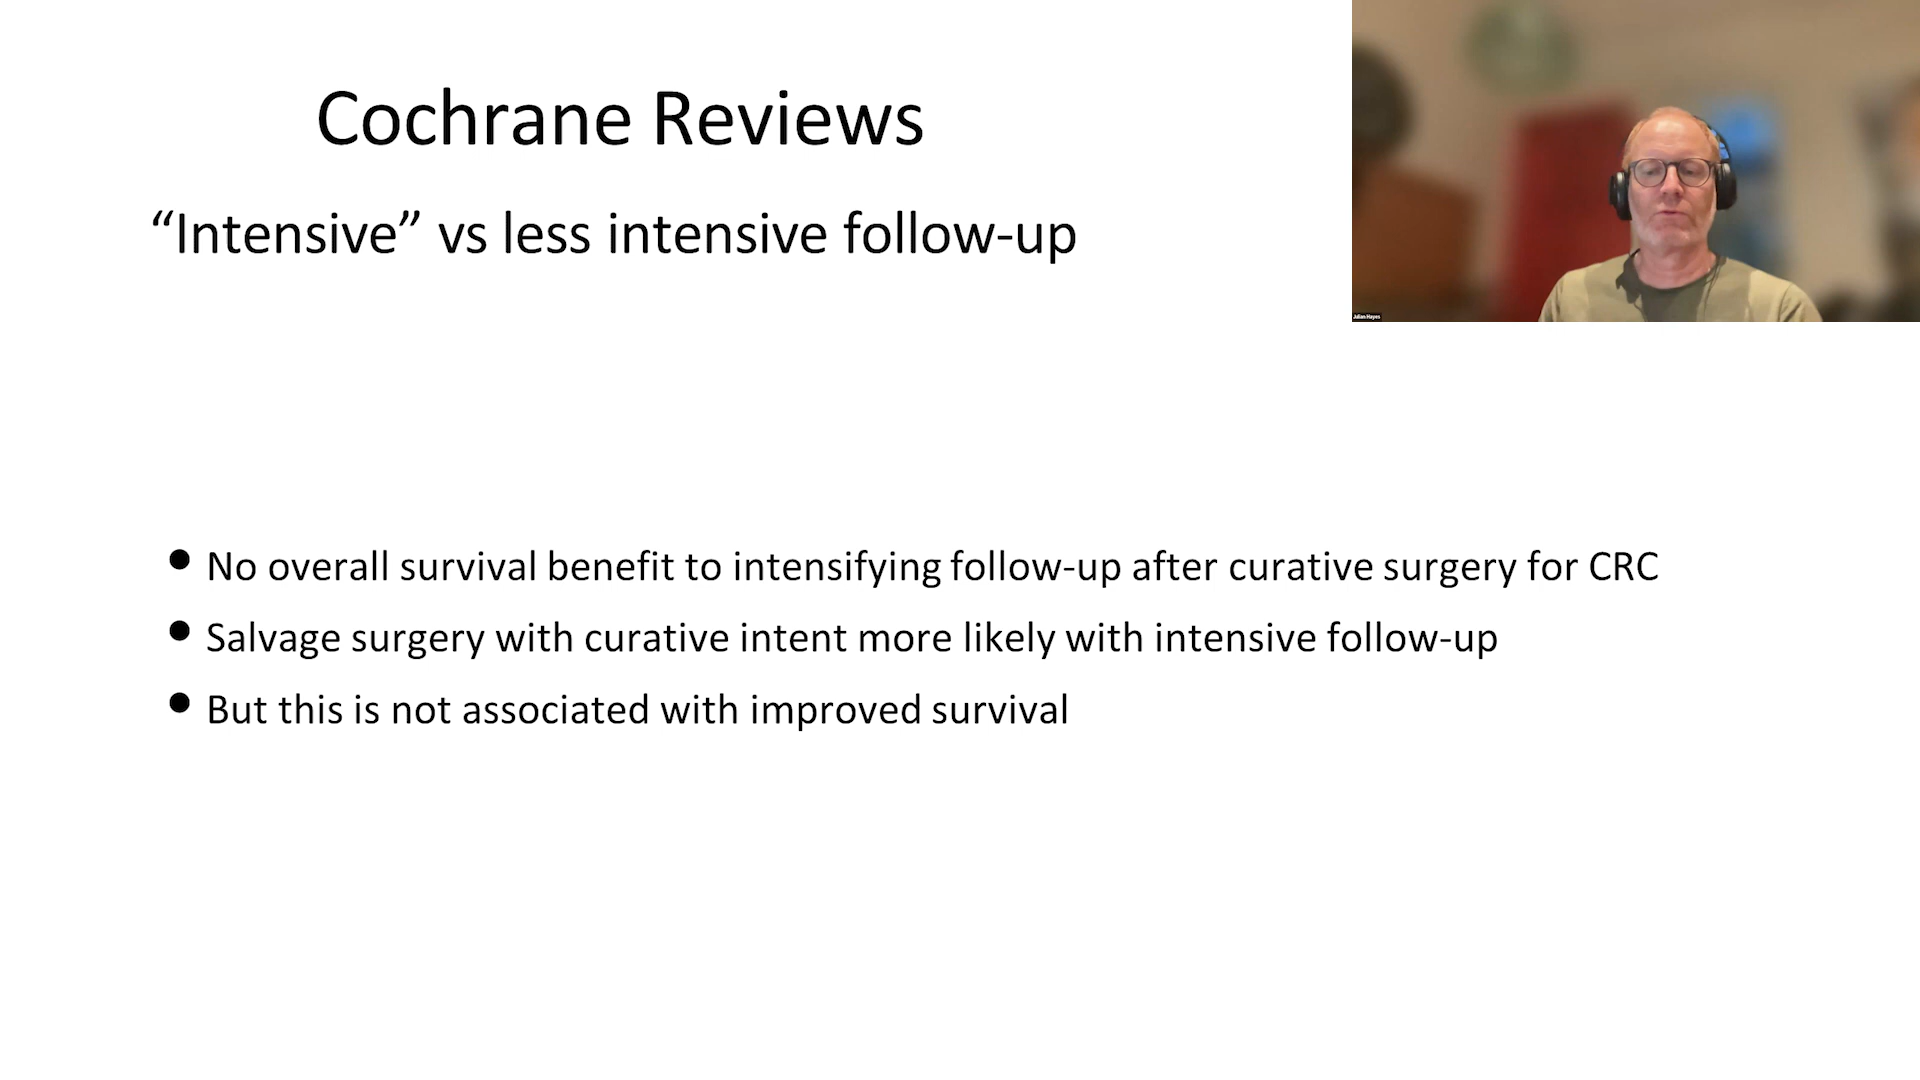 Cochrane Reviews
“Intensive” vs less intensive follow-up
• No overall survival benefit to intensifying follow-up after curative surgery for CRC
• Salvage surgery with curative intent more likely with intensive follow-up
• But this is not associated with improved survival
Julian Hayes